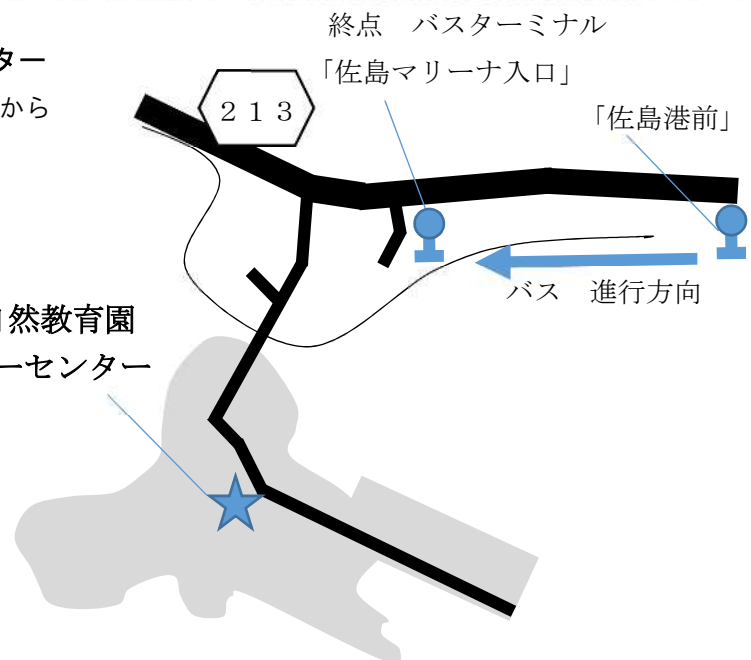 終点　バスターミナル
ター
「佐島マリーナ入口」
から
２１３
「佐島港前」
バス　進行方向
然教育園
ーセンター